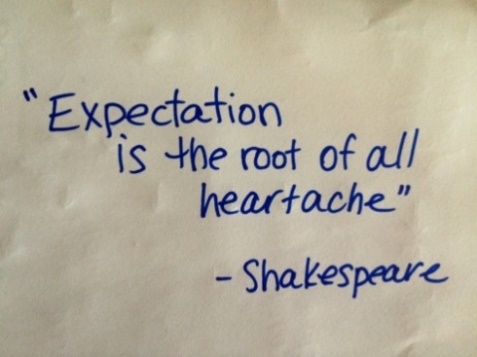 "Expectation
is the root of all
heartache"
- Shakespeare